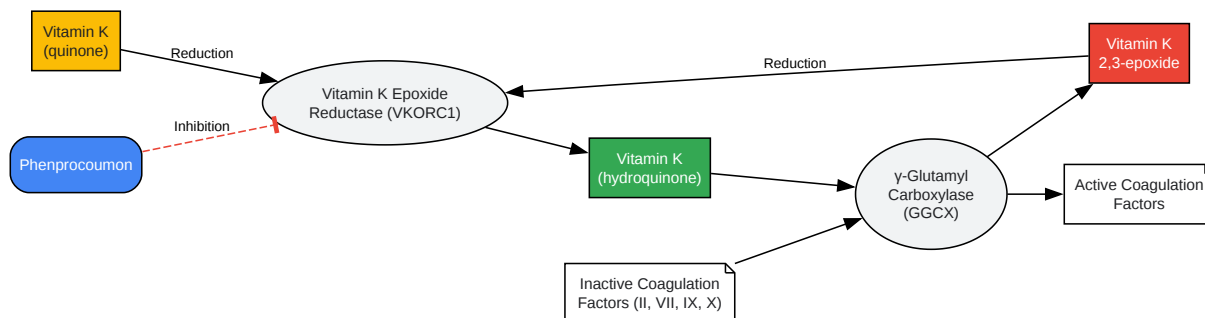 Vitamin K
(quinone)
Reduction
Vitamin K Epoxide
Reductase (VKORC1)
Reduction
Vitamin K
2,3-epoxide
Phenprocoumon
Inhibition
Vitamin K
(hydroquinone)
γ-Glutamyl
Carboxylase
(GGCX)
Active Coagulation
Factors
Inactive Coagulation
Factors (II, VII, IX, X)